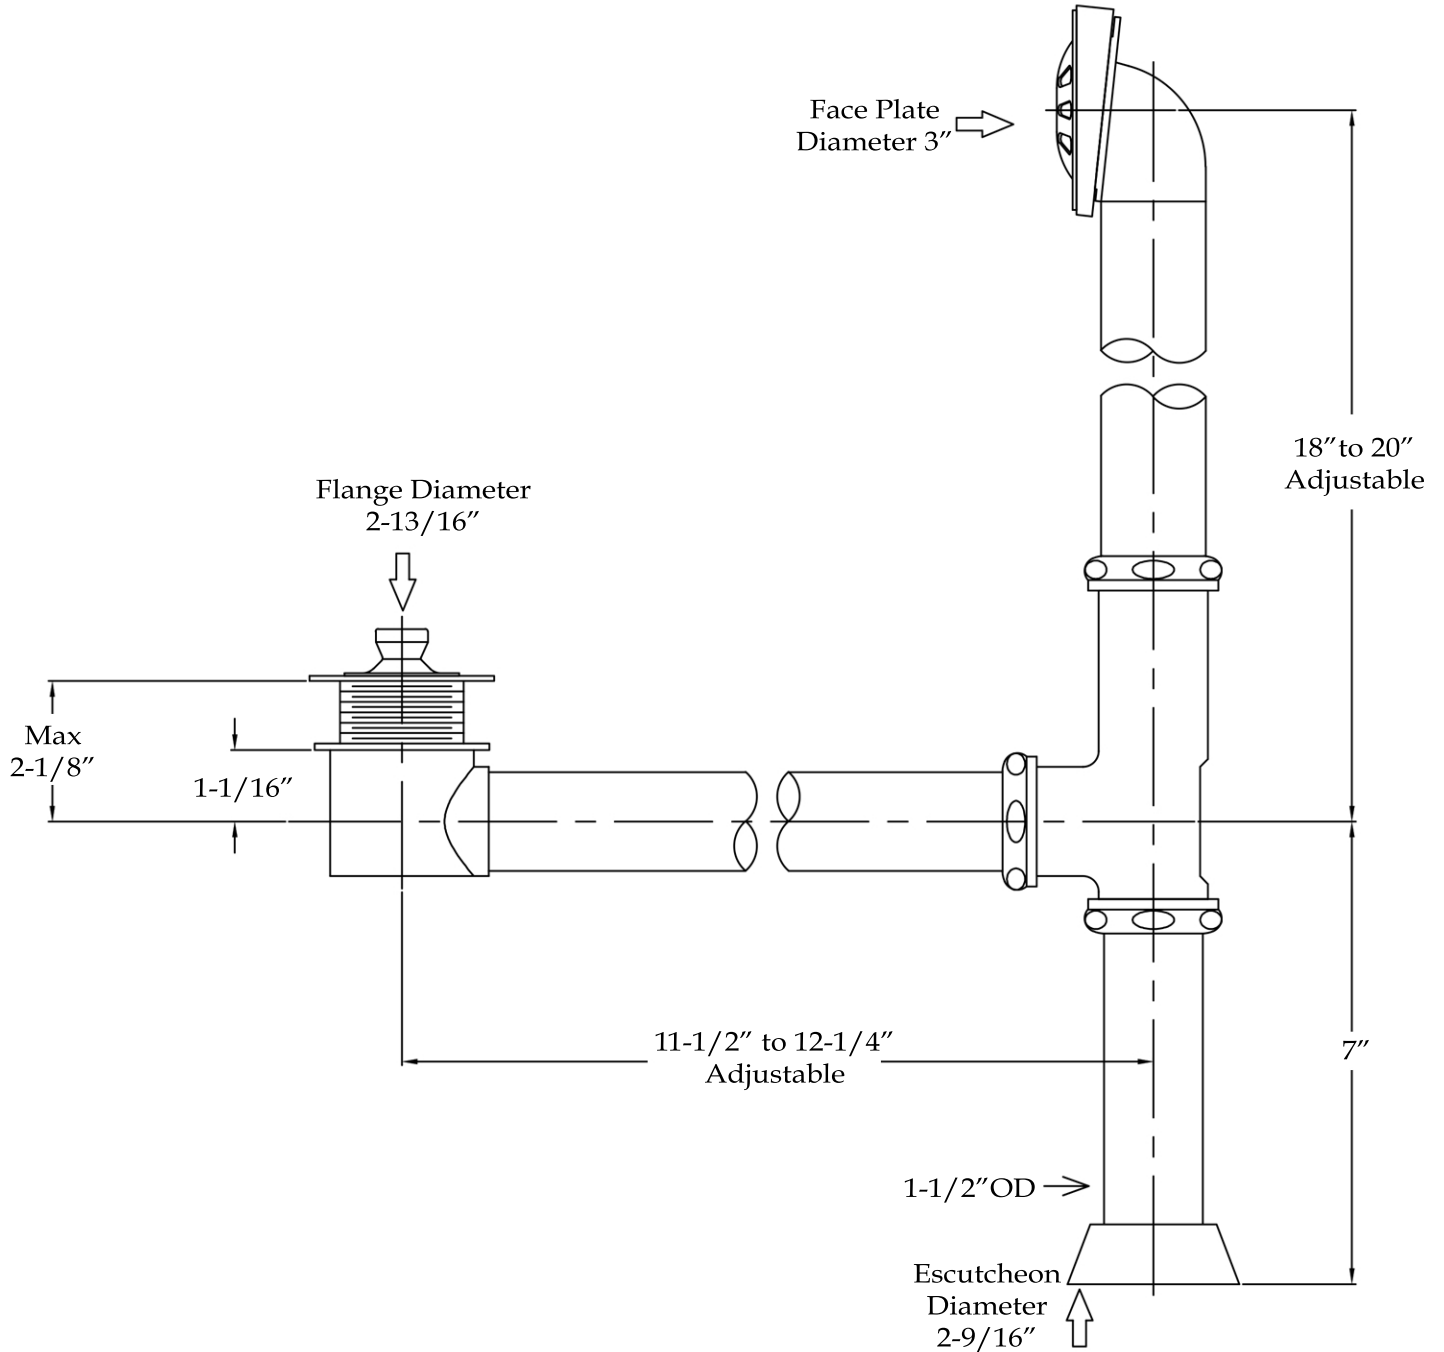 Face Plate
Diameter 3″
18″to 20″
Adjustable
Flange Diameter
2-13/16″
Max
2-1/8″
1-1/16″
11-1/2″ to 12-1/4″
Adjustable
7″
1-1/2″OD
Escutcheon
Diameter
2-9/16″